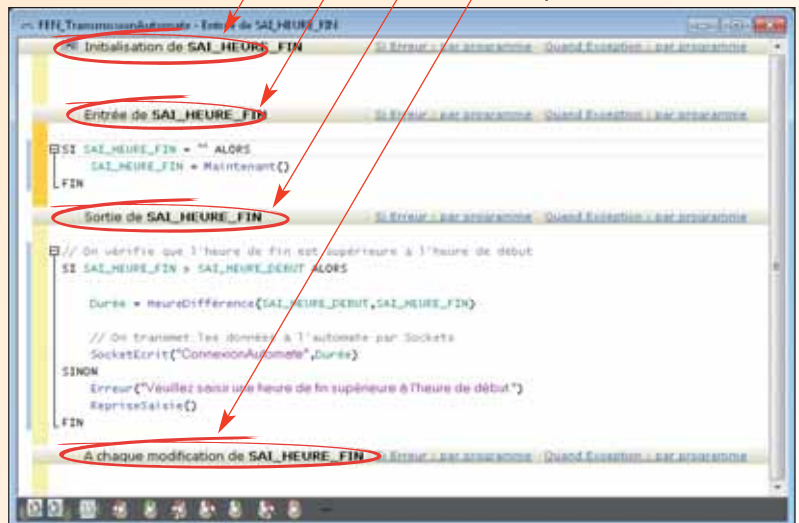 FEN_TransmissionAutomate - Entrée de SAI_HEURE_FIN
Initialisation de SAI_HEURE_FIN Si Erreur : par programme Quand Exception : par programme
Entrée de SAI_HEURE_FIN Si Erreur : par programme Quand Exception : par programme
SI SAI_HEURE_FIN = "" ALORS
SAI_HEURE_FIN = Maintenant()
FIN
Sortie de SAI_HEURE_FIN Si Erreur : par programme Quand Exception : par programme
// On vérifie que l'heure de fin est supérieure à l'heure de début
SI SAI_HEURE_FIN > SAI_HEURE_DEBUT ALORS
Durée = HeureDifférence(SAI_HEURE_DEBUT,SAI_HEURE_FIN)
// On transmet les données à l'automate par Sockets
SocketEcrit("ConnexionAutomate",Durée)
SINON
Erreur("Veuillez saisir une heure de fin supérieure à l'heure de début")
RepriseSaisie()
FIN
A chaque modification de SAI_HEURE_FIN Si Erreur : par programme Quand Exception : par programme